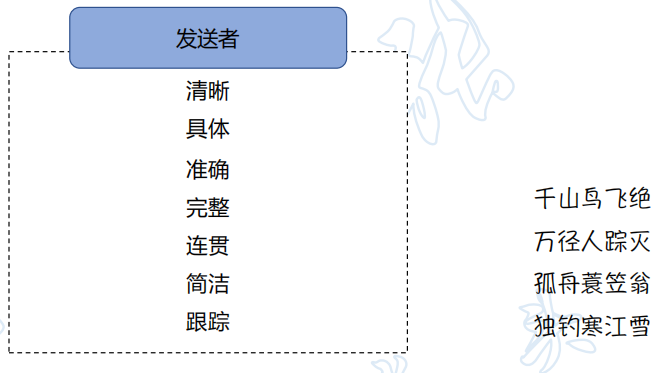 发送者
清晰
具体
准确
完整
连贯
简洁
跟踪
千山鸟飞绝
万径人踪灭
孤舟蓑笠翁
独钓寒江雪